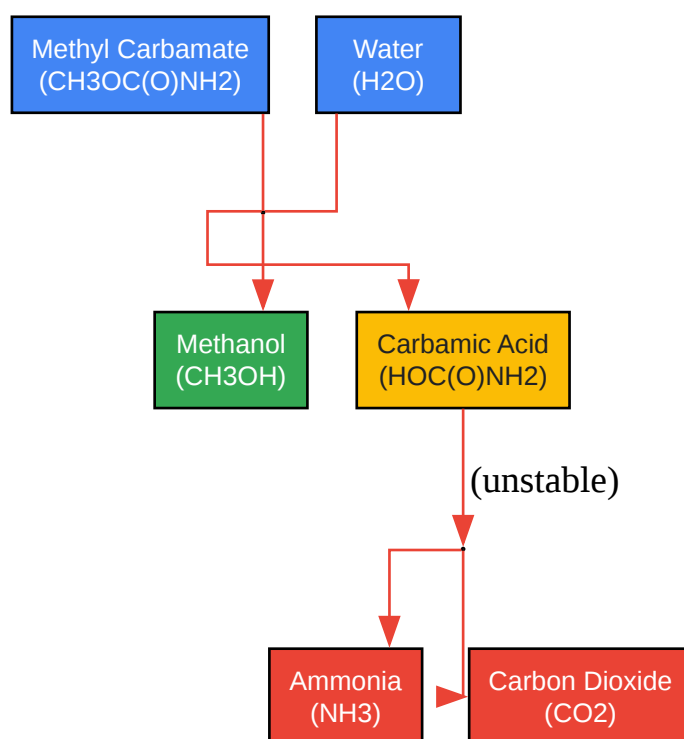 Methyl Carbamate
(CH3OC(O)NH2)
Water
(H2O)
Methanol
(CH3OH)
Carbamic Acid
(HOC(O)NH2)
(unstable)
Ammonia
(NH3)
Carbon Dioxide
(CO2)